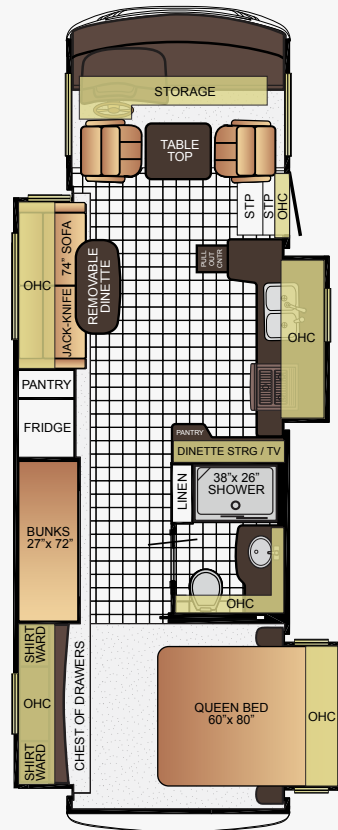 STORAGE
TABLE
TOP
STP
STP
OHC
OHC
74" SOFA
JACK-KNIFE
REMOVABLE
DINETTE
PULL
OUT
CNTR
OHC
PANTRY
FRIDGE
PANTRY
DINETTE STRG / TV
LINEN
38"x 26"
SHOWER
BUNKS
27"x 72"
OHC
SHIRT
WARD
OHC
SHIRT
WARD
CHEST OF DRAWERS
QUEEN BED
60"x 80"
OHC